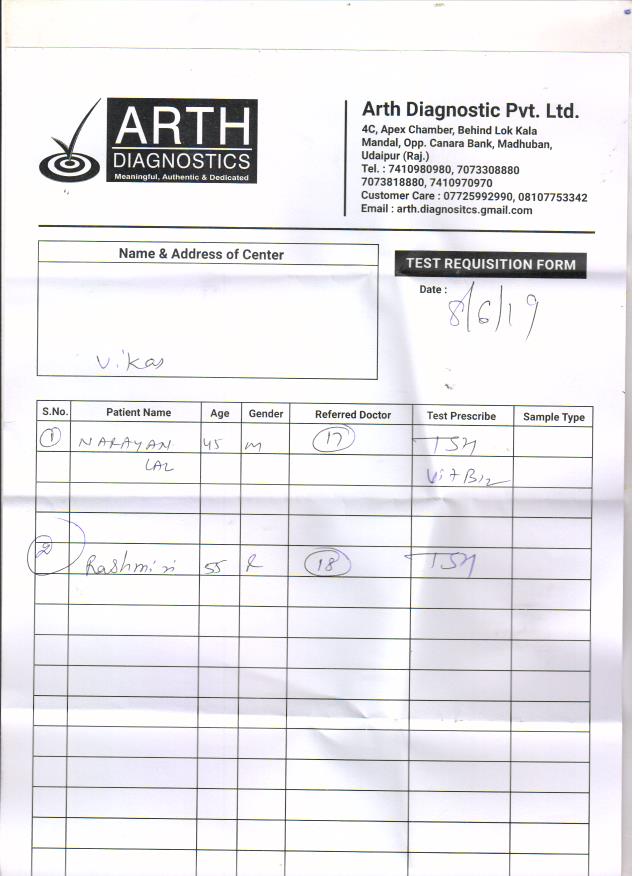 ARTH
DIAGNOSTICS
Meaningful, Authentic & Dedicated
Arth Diagnostic Pvt. Ltd.
4C, Apex Chamber, Behind Lok Kala
Mandal, Opp. Canara Bank, Madhuban,
Udaipur (Raj.)
Tel. : 7410980980, 7073308880
7073818880, 7410970970
Customer Care : 07725992990, 08107753342
Email : arth.diagnositcs.gmail.com
Name & Address of Center
Vikas
TEST REQUISITION FORM
Date : 8/6/19
S.No. Patient Name Age Gender Referred Doctor Test Prescribe Sample Type
1 NARAYAN 45 M 17 TSH
LAL Vit B12
2 Rashmi 55 18 TSH